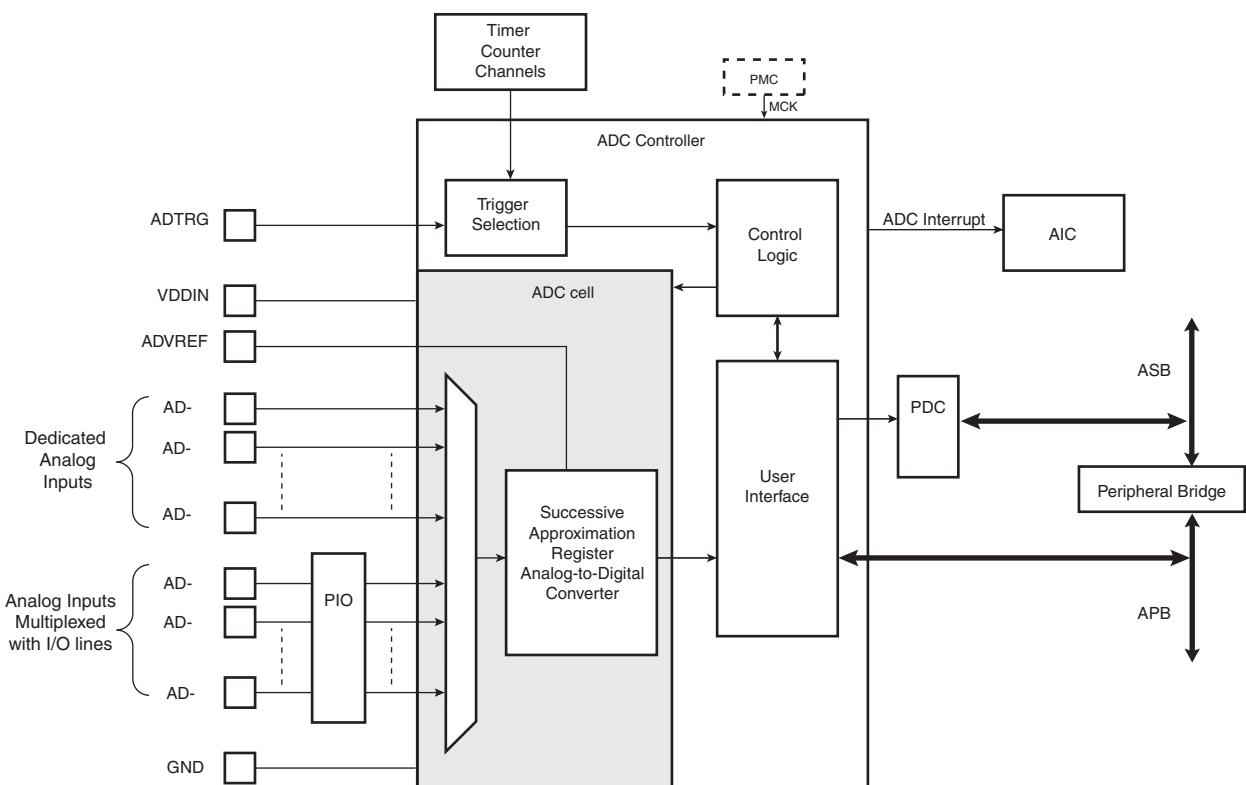 Timer
Counter
Channels
PMC
MCK
ADC Controller
ADTRG
Trigger
Selection
Control
Logic
ADC Interrupt
AIC
VDDIN
ADC cell
ADVREF
ASB
Dedicated
Analog
Inputs
AD-
AD-
AD-
PDC
Peripheral Bridge
User
Interface
Successive
Approximation
Register
Analog-to-Digital
Converter
Analog Inputs
Multiplexed
with I/O lines
AD-
AD-
AD-
PIO
APB
GND